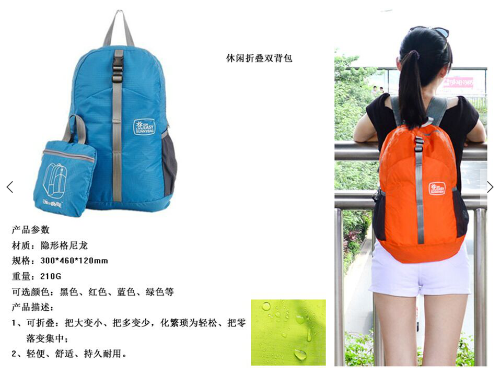 休闲折叠双背包
产品参数
材质：隐形格尼龙
规格：300*460*120mm
重量：210G
可选颜色：黑色、红色、蓝色、绿色等
产品描述：
1、可折叠：把大变小、把多变少，化繁琐为轻松、把零
落变集中；
2、轻便、舒适、持久耐用。